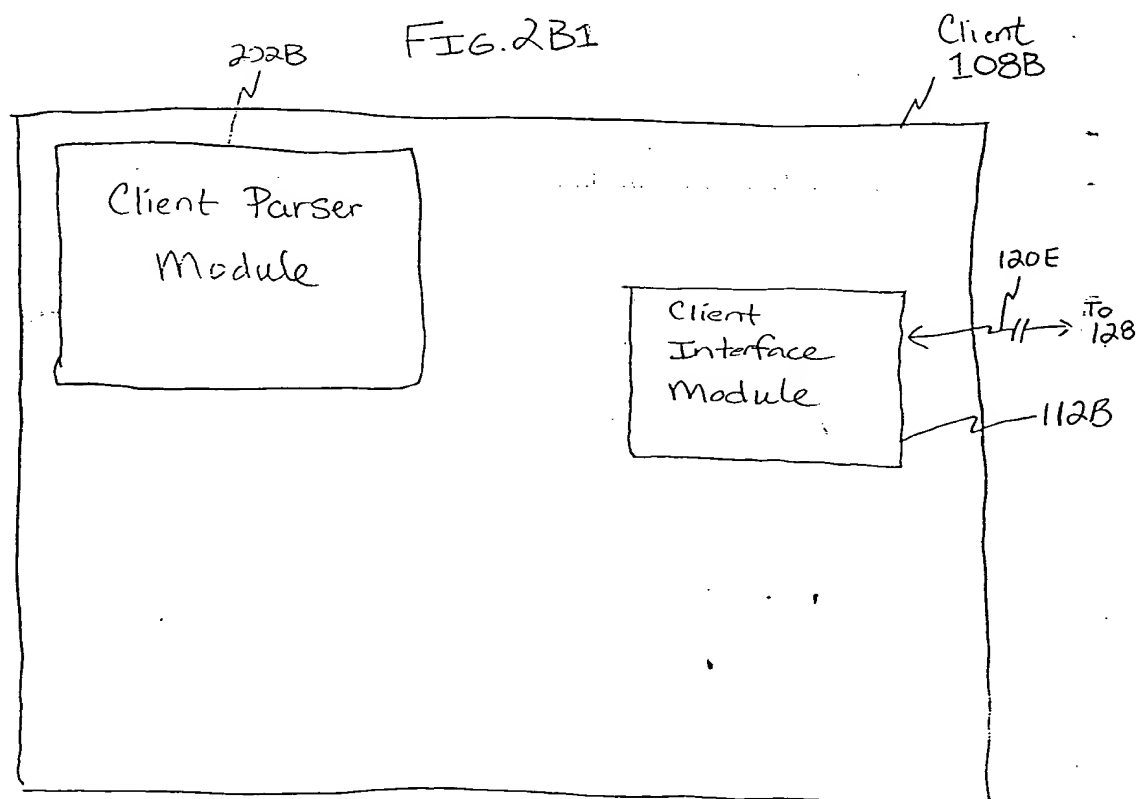 FIG. 2B1
202B
Client
108B
Client Parser
Module
120E
To
128
Client
Interface
Module
112B